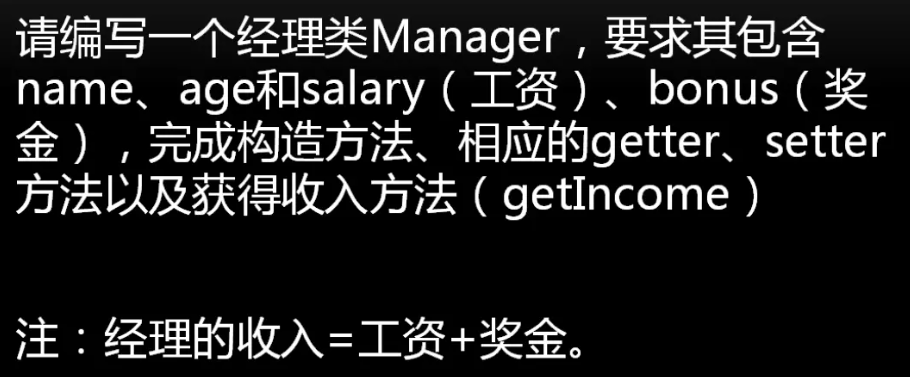 请编写一个经理类Manager，要求其包含
name、age和salary（工资）、bonus（奖
金），完成构造方法、相应的getter、setter
方法以及获得收入方法（getIncome）
注：经理的收入=工资+奖金。